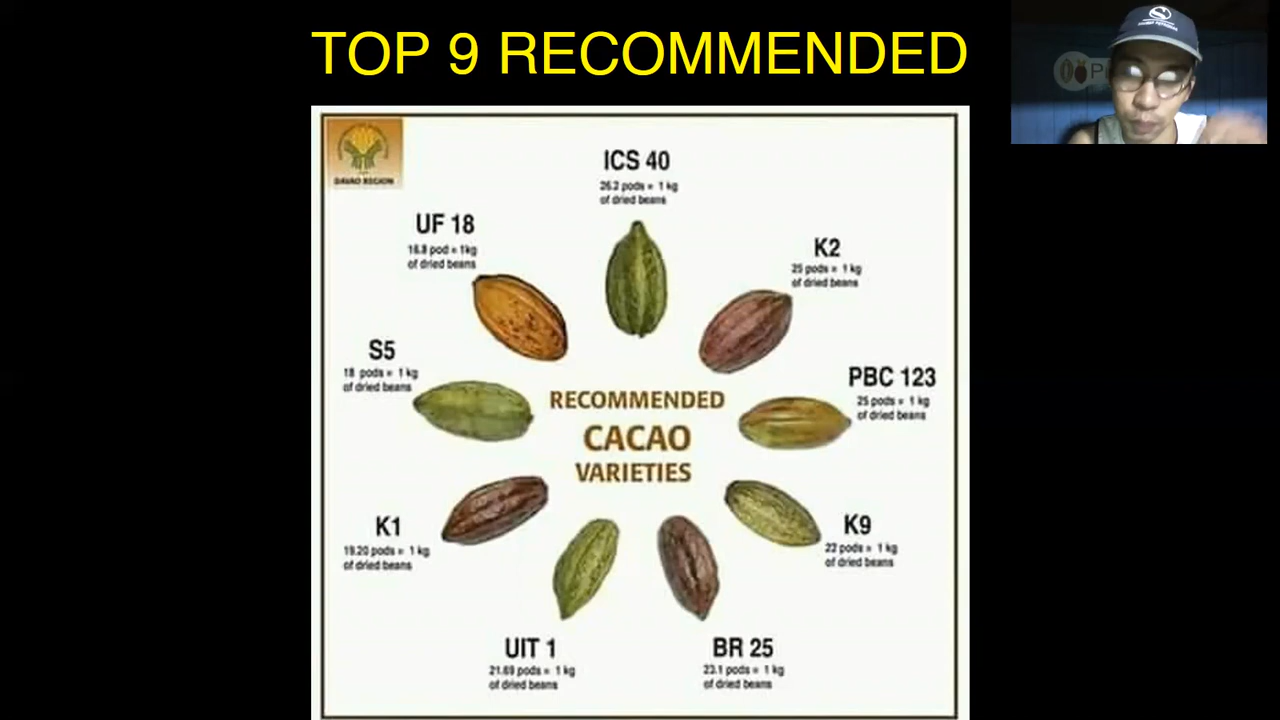 TOP 9 RECOMMENDED
DAVAO REGION
ICS 40
26.2 pods = 1 kg
of dried beans
UF 18
16.8 pod = 1kg
of dried beans
K2
25 pods = 1 kg
of dried beans
S5
18 pods = 1 kg
of dried beans
PBC 123
25 pods = 1 kg
of dried beans
RECOMMENDED
CACAO
VARIETIES
K1
19.20 pods = 1 kg
of dried beans
K9
22 pods = 1 kg
of dried beans
UIT 1
21.69 pods = 1 kg
of dried beans
BR 25
23.1 pods = 1 kg
of dried beans